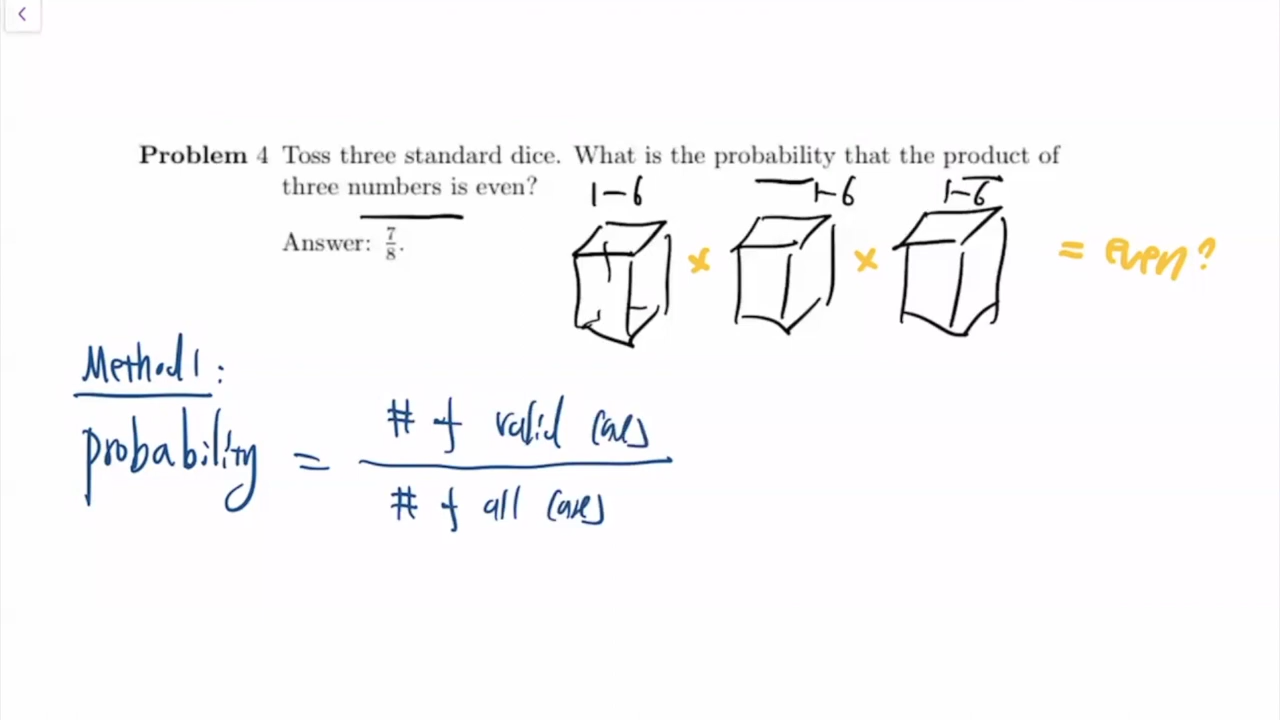 Problem 4 Toss three standard dice. What is the probability that the product of
three numbers is even?
1-6 1-6 1-6
Answer: 7/8.
× × = even?
Method 1:
probability = # of valid cases
# of all cases